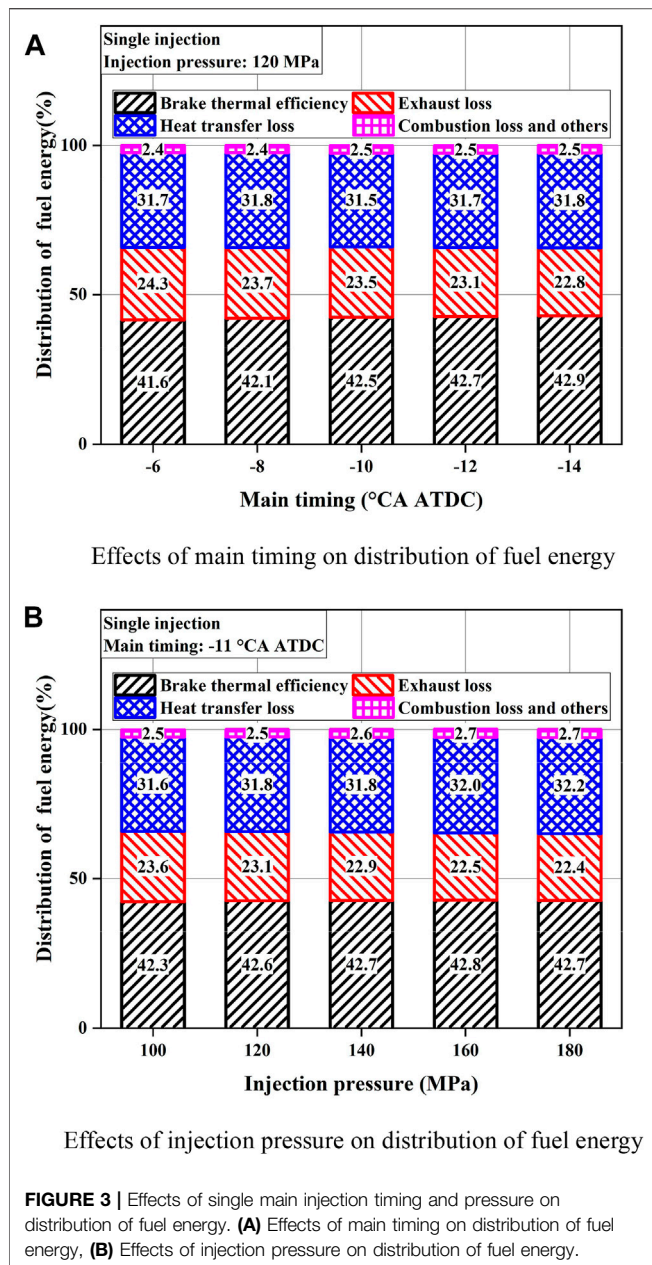 A
Single injection
Injection pressure: 120 MPa
Brake thermal efficiency
Exhaust loss
Heat transfer loss
Combustion loss and others
Distribution of fuel energy(%)
100
50
0
2.4 2.4 2.5 2.5 2.5
31.7 31.8 31.5 31.7 31.8
24.3 23.7 23.5 23.1 22.8
41.6 42.1 42.5 42.7 42.9
-6 -8 -10 -12 -14
Main timing (°CA ATDC)
Effects of main timing on distribution of fuel energy
B
Single injection
Main timing: -11 °CA ATDC
Brake thermal efficiency
Exhaust loss
Heat transfer loss
Combustion loss and others
Distribution of fuel energy(%)
100
50
0
2.5 2.5 2.6 2.7 2.7
31.6 31.8 31.8 32.0 32.2
23.6 23.1 22.9 22.5 22.4
42.3 42.6 42.7 42.8 42.7
100 120 140 160 180
Injection pressure (MPa)
Effects of injection pressure on distribution of fuel energy
FIGURE 3 | Effects of single main injection timing and pressure on
distribution of fuel energy. (A) Effects of main timing on distribution of fuel
energy, (B) Effects of injection pressure on distribution of fuel energy.